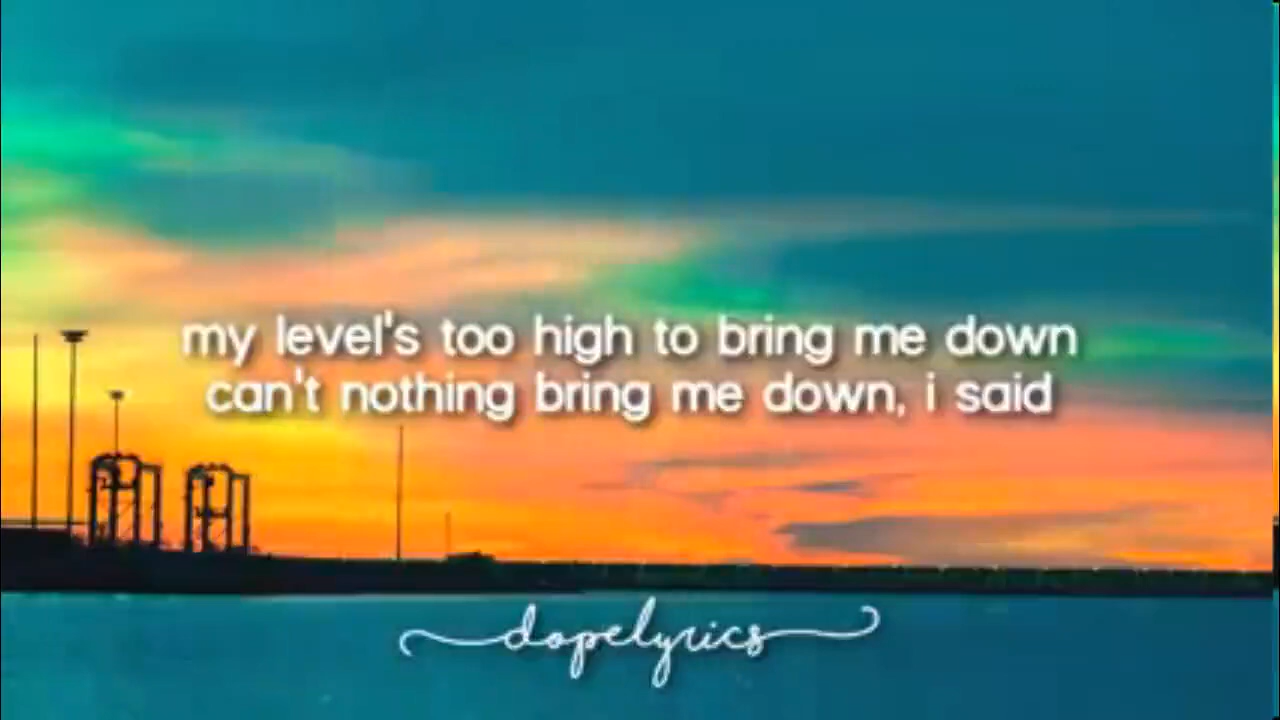 my level's too high to bring me down
can't nothing bring me down, i said
dopelyrics